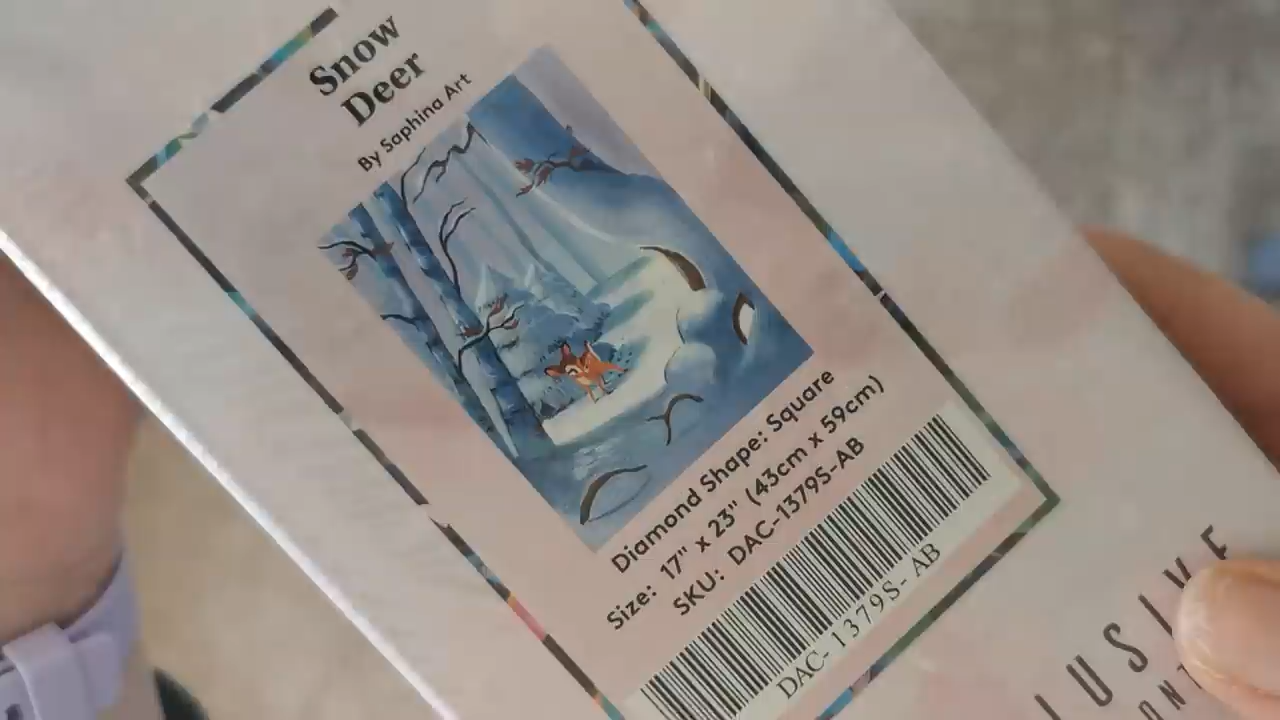 Snow
Deer
By Saphina Art
Diamond Shape: Square
Size: 17" x 23" (43cm x 59cm)
SKU: DAC-1379S-AB
DAC-1379S-AB